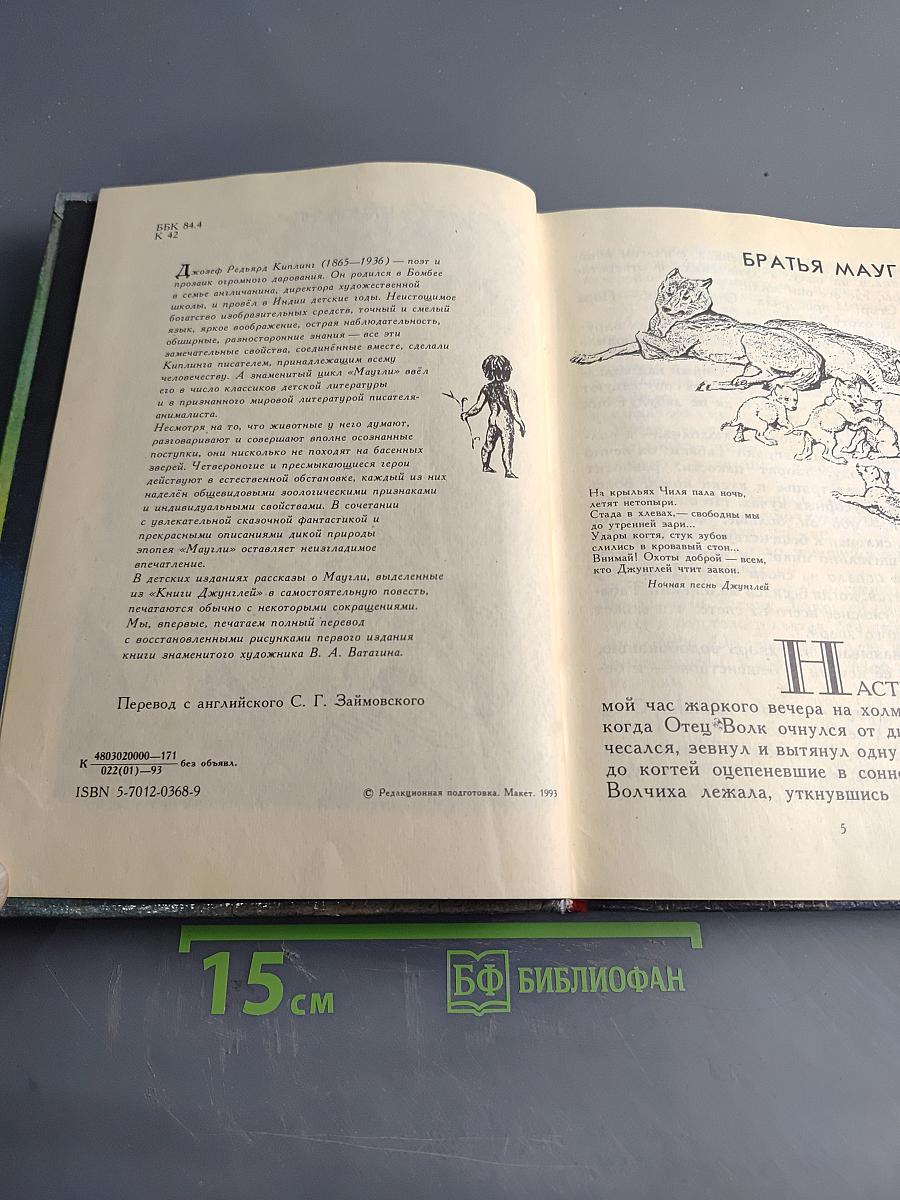 ББК 84.4
К 42
Джозеф Редьярд Киплинг (1865—1936) — поэт и
прозаик огромного дарования. Он родился в Бомбее
в семье англичанина, директора художественной
школы, и провёл в Индии детские годы. Неистощимое
богатство изобразительных средств, точный и смелый
язык, яркое воображение, острая наблюдательность,
обширные, разносторонние знания — все эти
замечательные свойства, соединённые вместе, сделали
Киплинга писателем, принадлежащим всему
человечеству. А знаменитый цикл «Маугли» ввёл
его в число классиков детской литературы
и в признанного мировой литературой писателя-
анималиста.
Несмотря на то, что животные у него думают,
разговаривают и совершают вполне осознанные
поступки, они нисколько не походят на басенных
зверей. Четвероногие и пресмыкающиеся герои
действуют в естественной обстановке, каждый из них
наделён общевидовыми зоологическими признаками
и индивидуальными свойствами. В сочетании
с увлекательной сказочной фантастикой и
прекрасными описаниями дикой природы
эпопея «Маугли» оставляет неизгладимое
впечатление.
В детских изданиях рассказы о Маугли, выделенные
из «Книги Джунглей» в самостоятельную повесть,
печатаются обычно с некоторыми сокращениями.
Мы, впервые, печатаем полный перевод
с восстановленными рисунками первого издания
книги знаменитого художника В. А. Ватагина.
Перевод с английского С. Г. Займовского
К 4803020000—171
022(01)—93 без объявл.
ISBN 5-7012-0368-9
© Редакционная подготовка. Макет. 1993
БРАТЬЯ МАУГ
На крыльях Чиля пала ночь,
летят нетопыри.
Стада в хлевах,— свободны мы
до утренней зари...
Удары когтя, стук зубов
слились в кровавый стон...
Внимай! Охоты доброй — всем,
кто Джунглей чтит закон.
Ночная песнь Джунглей
НАСТ
мой час жаркого вечера на холм
когда Отец Волк очнулся от д
чесался, зевнул и вытянул одну
до когтей оцепеневшие в сонн
Волчиха лежала, уткнувшись
5
15 см
БФ БИБЛИОФАН